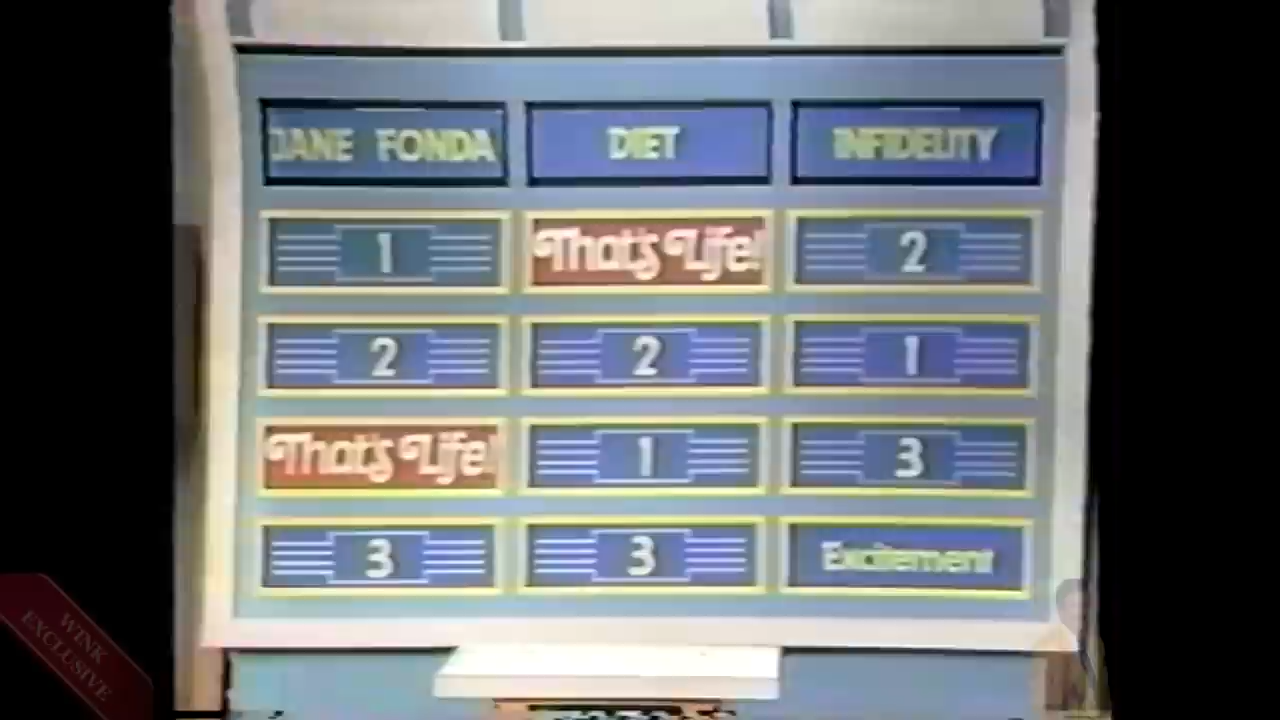 JANE FONDA DIET INFIDELITY
1 That's Life! 2
2 2 1
That's Life! 1 3
3 3 Excitement
WINK
EXCLUSIVE